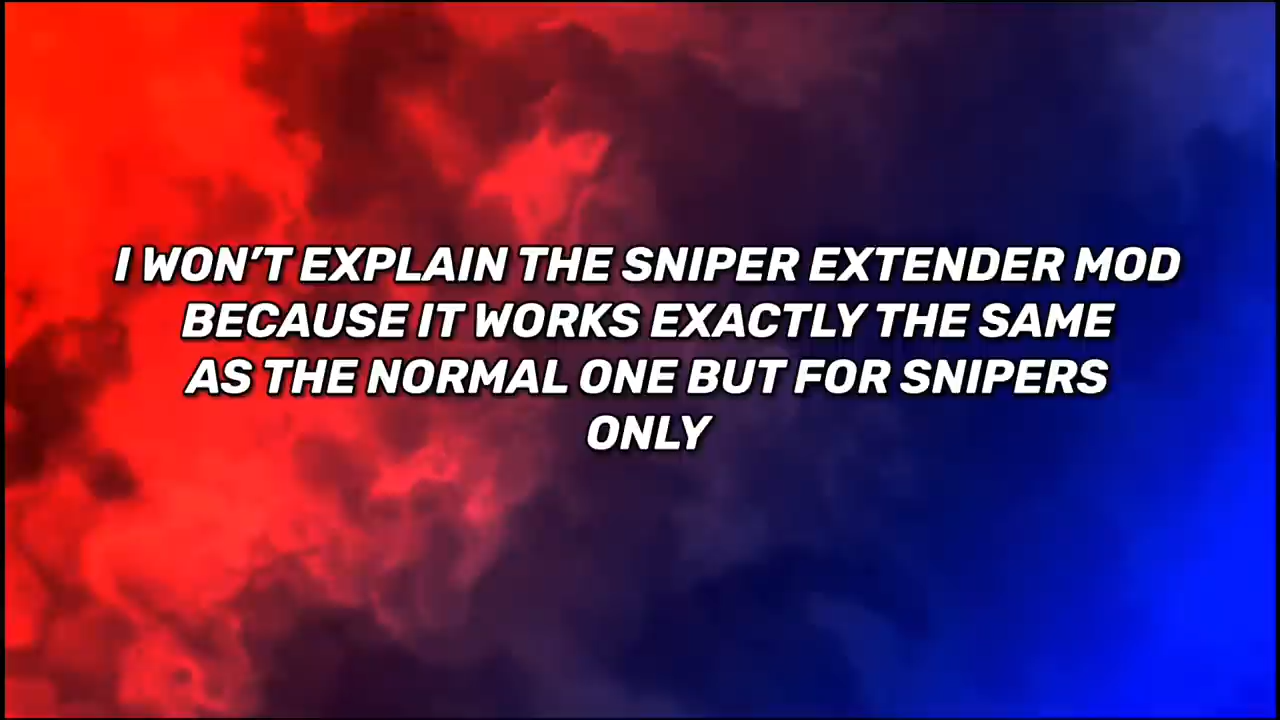 I WON'T EXPLAIN THE SNIPER EXTENDER MOD
BECAUSE IT WORKS EXACTLY THE SAME
AS THE NORMAL ONE BUT FOR SNIPERS
ONLY